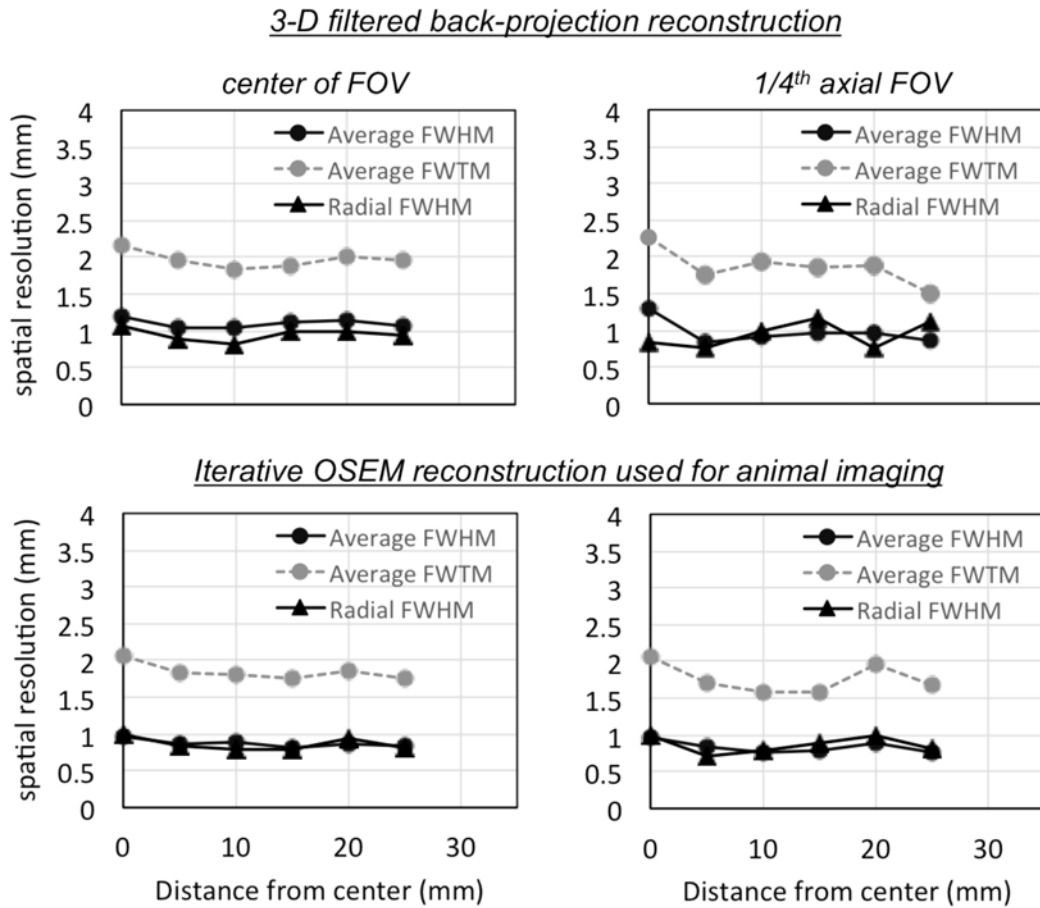 3-D filtered back-projection reconstruction
center of FOV
1/4th axial FOV
spatial resolution (mm)
4
3.5
3
2.5
2
1.5
1
0.5
0
Average FWHM
Average FWTM
Radial FWHM
4
3.5
3
2.5
2
1.5
1
0.5
0
Average FWHM
Average FWTM
Radial FWHM
Iterative OSEM reconstruction used for animal imaging
spatial resolution (mm)
4
3.5
3
2.5
2
1.5
1
0.5
0
Average FWHM
Average FWTM
Radial FWHM
0 10 20 30
Distance from center (mm)
4
3.5
3
2.5
2
1.5
1
0.5
0
Average FWHM
Average FWTM
Radial FWHM
0 10 20 30
Distance from center (mm)